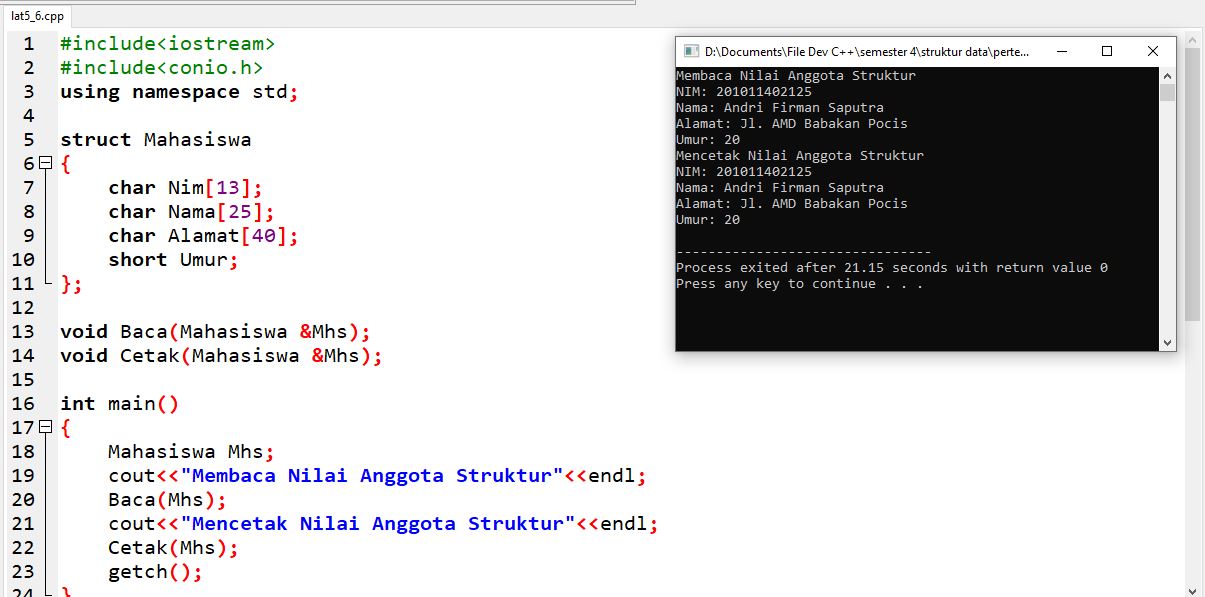 lat5_6.cpp
1 #include<iostream>
2 #include<conio.h>
3 using namespace std;
4
5 struct Mahasiswa
6 {
7 char Nim[13];
8 char Nama[25];
9 char Alamat[40];
10 short Umur;
11 };
12
13 void Baca(Mahasiswa &Mhs);
14 void Cetak(Mahasiswa &Mhs);
15
16 int main()
17 {
18 Mahasiswa Mhs;
19 cout<<"Membaca Nilai Anggota Struktur"<<endl;
20 Baca(Mhs);
21 cout<<"Mencetak Nilai Anggota Struktur"<<endl;
22 Cetak(Mhs);
23 getch();
24 }
D:\Documents\File Dev C++\semester 4\struktur data\perte...
Membaca Nilai Anggota Struktur
NIM: 201011402125
Nama: Andri Firman Saputra
Alamat: Jl. AMD Babakan Pocis
Umur: 20
Mencetak Nilai Anggota Struktur
NIM: 201011402125
Nama: Andri Firman Saputra
Alamat: Jl. AMD Babakan Pocis
Umur: 20
--------------------------------
Process exited after 21.15 seconds with return value 0
Press any key to continue . . .